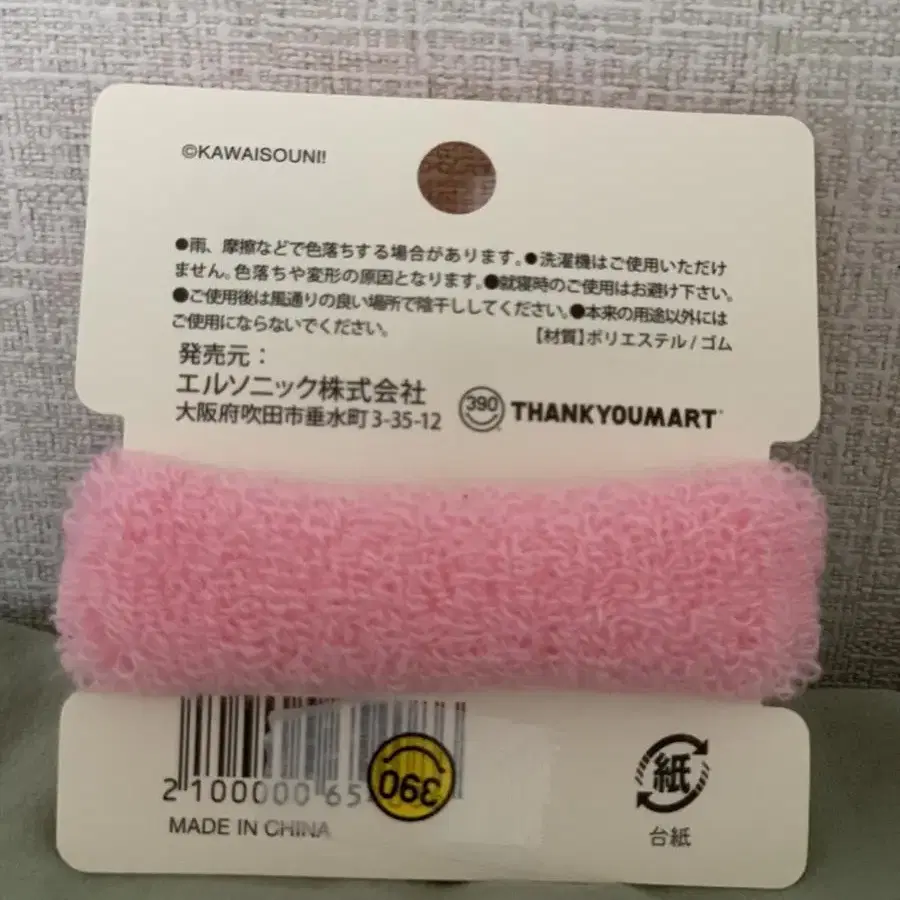 ©KAWAISOUNI!
●雨、摩擦などで色落ちする場合があります。●洗濯機はご使用いただけ
ません。色落ちや変形の原因となります。●就寝時のご使用はお避け下さい。
●ご使用後は風通りの良い場所で陰干ししてください。●本来の用途以外には
ご使用にならないでください。 【材質】ポリエステル/ゴム
発売元：
エルソニック株式会社
大阪府吹田市垂水町3-35-12
390 THANKYOUMART
2 100000 65
390
MADE IN CHINA
紙
台紙